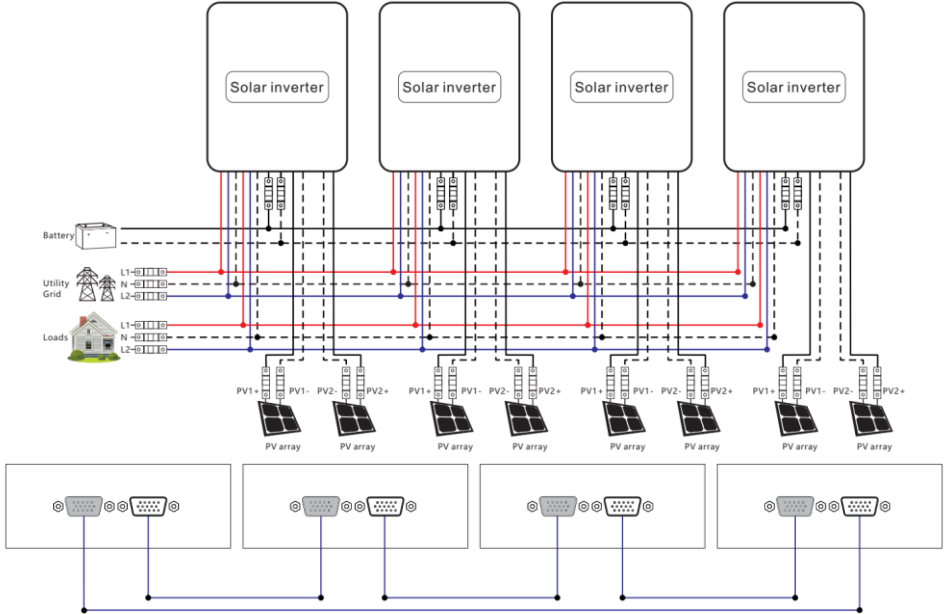 Solar inverter Solar inverter Solar inverter Solar inverter
Battery
Utility
Grid
L1
N
L2
Loads
L1
N
L2
PV1+ PV1- PV2- PV2+ PV1+ PV1- PV2- PV2+ PV1+ PV1- PV2- PV2+ PV1+ PV1- PV2- PV2+
PV array PV array PV array PV array PV array PV array PV array PV array